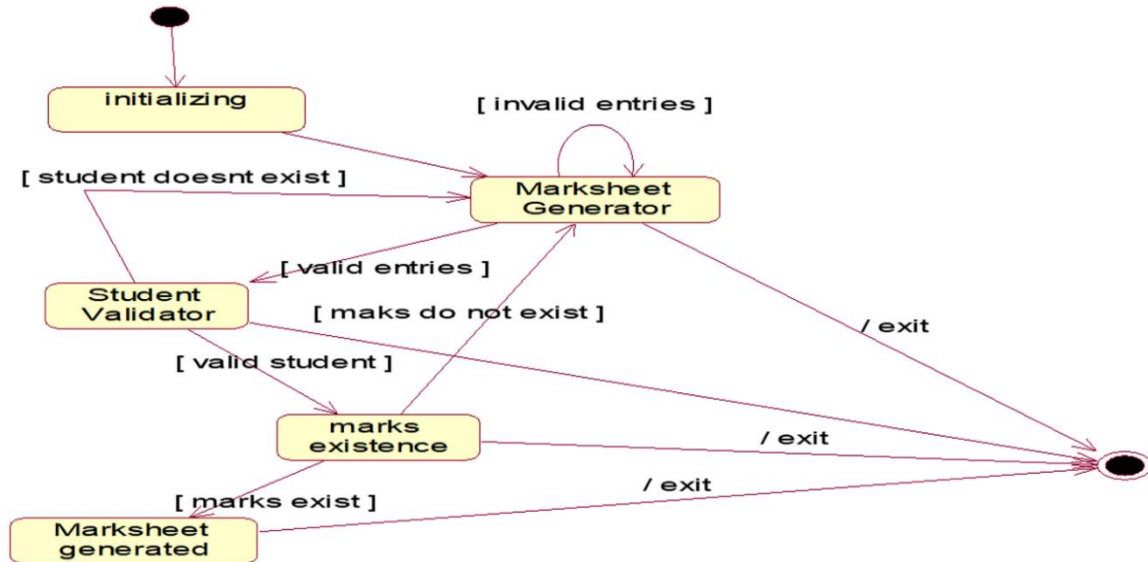 initializing
[ invalid entries ]
[ student doesnt exist ]
Marksheet
Generator
[ valid entries ]
Student
Validator
[ maks do not exist ]
/ exit
[ valid student ]
marks
existence
/ exit
/ exit
[ marks exist ]
Marksheet
generated